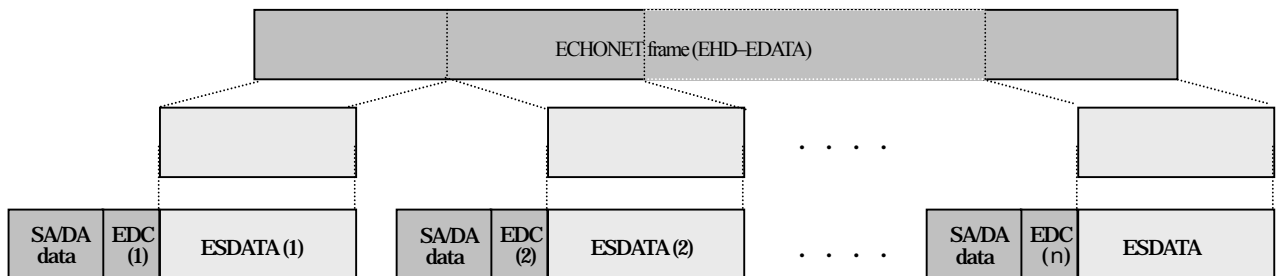 ECHONET frame (EHD–EDATA)
. . . .
SA/DA data EDC (1) ESDATA (1) SA/DA data EDC (2) ESDATA (2) . . . . SA/DA data EDC (n) ESDATA